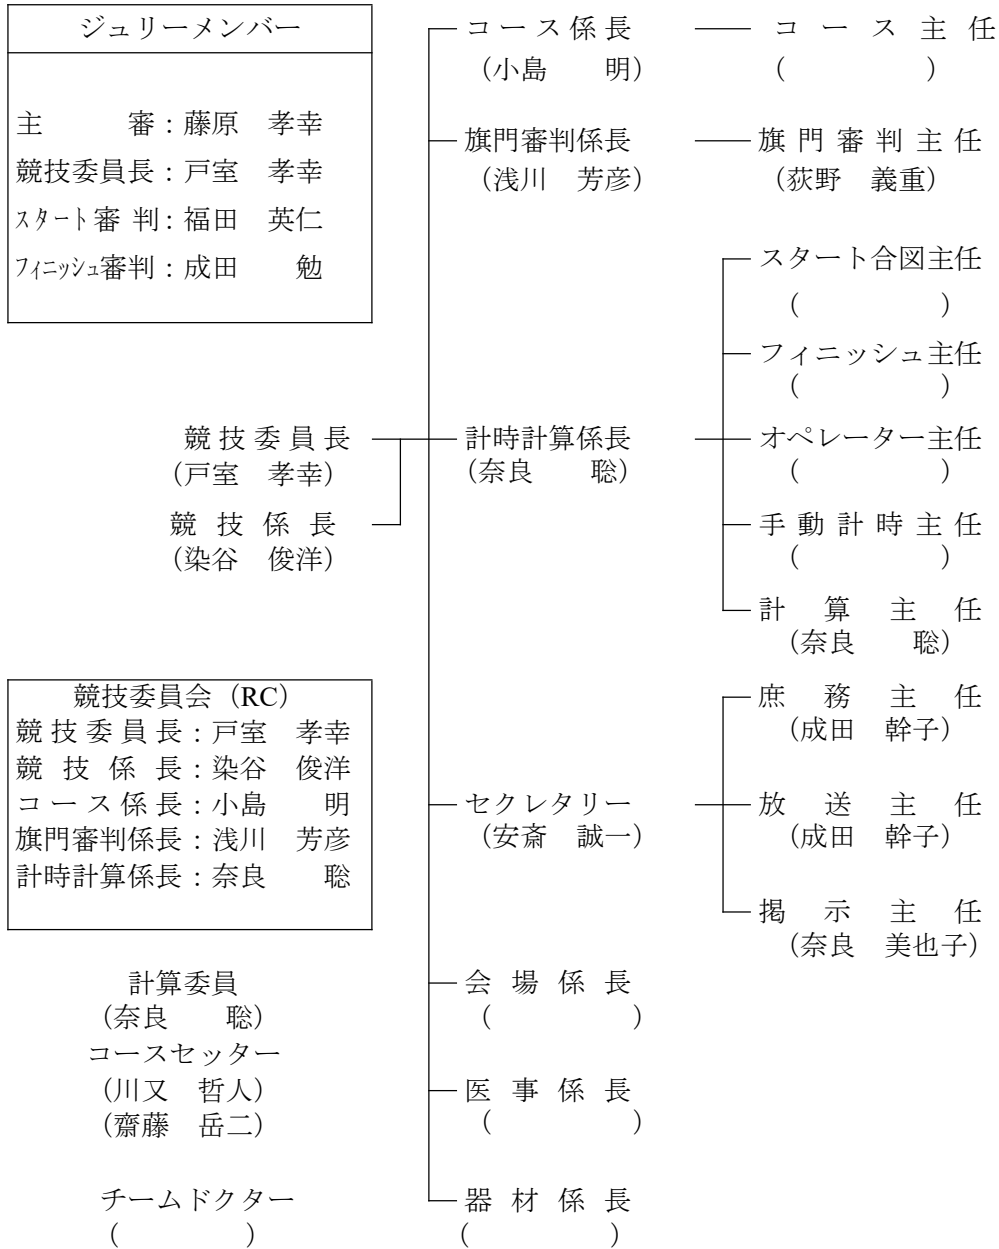 ジュリーメンバー
主　　　審：藤原　孝幸
競技委員長：戸室　孝幸
ｽﾀｰﾄ審 判：福田　英仁
ﾌｨﾆｯｼｭ審判：成田　　勉
競 技 委 員 長
（戸室　孝幸）
競 技 係 長
（染谷　俊洋）
競技委員会（RC）
競 技 委 員 長：戸室　孝幸
競 技 係 長：染谷　俊洋
コ ー ス 係 長：小島　　明
旗門審判係長：浅川　芳彦
計時計算係長：奈良　　聡
計算委員
（奈良　　聡）
コースセッター
（川又　哲人）
（齋藤　岳二）
チームドクター
（　　　　　）
コ ー ス 係 長
（小島　　明）
旗門審判係長
（浅川　芳彦）
計時計算係長
（奈良　　聡）
セクレタリー
（安斎　誠一）
会 場 係 長
（　　　　　）
医 事 係 長
（　　　　　）
器 材 係 長
（　　　　　）
コ ー ス 主 任
（　　　　　）
旗 門 審 判 主 任
（荻野　義重）
スタート合図主任
（　　　　　）
フィニッシュ主任
（　　　　　）
オペレーター主任
（　　　　　）
手 動 計 時 主 任
（　　　　　）
計 算 主 任
（奈良　　聡）
庶 務 主 任
（成田　幹子）
放 送 主 任
（成田　幹子）
掲 示 主 任
（奈良　美也子）